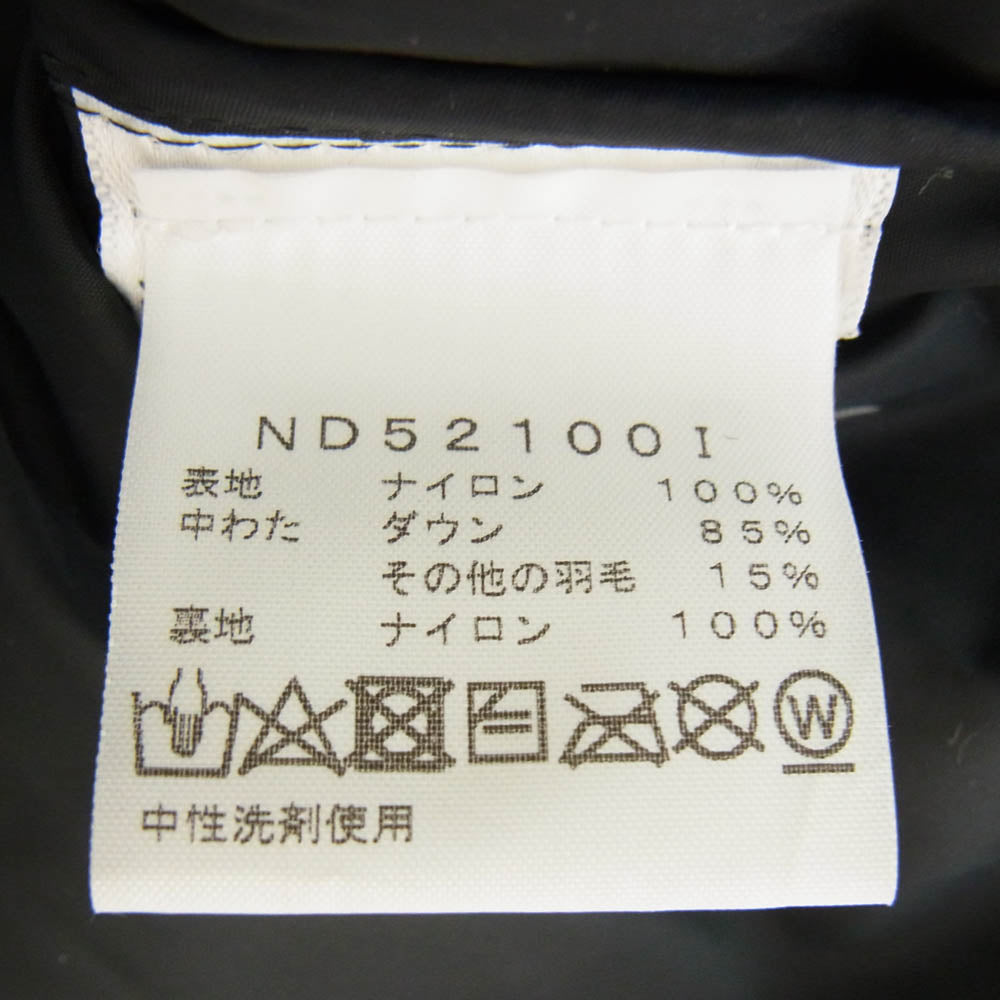 ND52100I
表地 ナイロン 100%
中わた ダウン 85%
その他の羽毛 15%
裏地 ナイロン 100%
W
中性洗剤使用